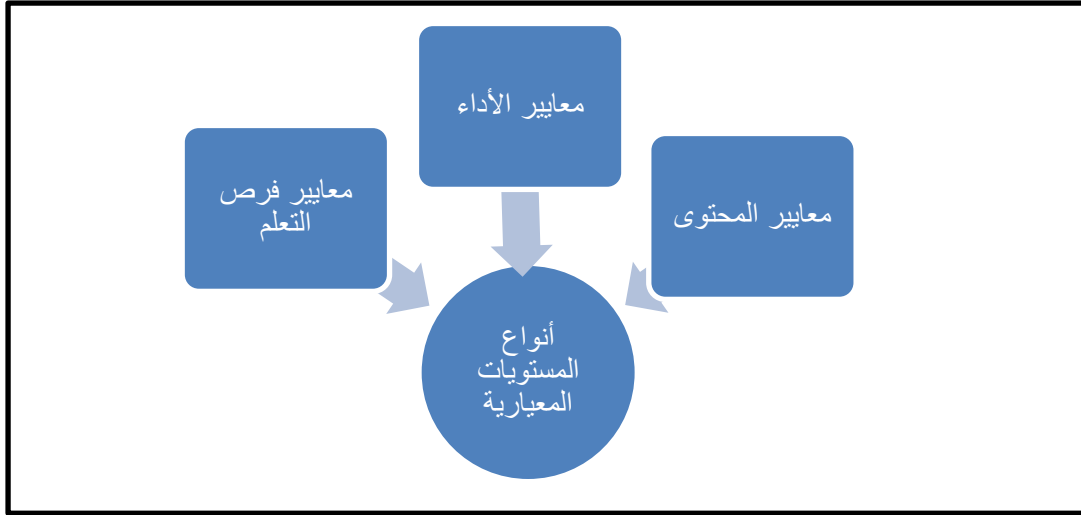 معايير الأداء
معايير المحتوى
معايير فرص
التعلم
أنواع
المستويات
المعيارية